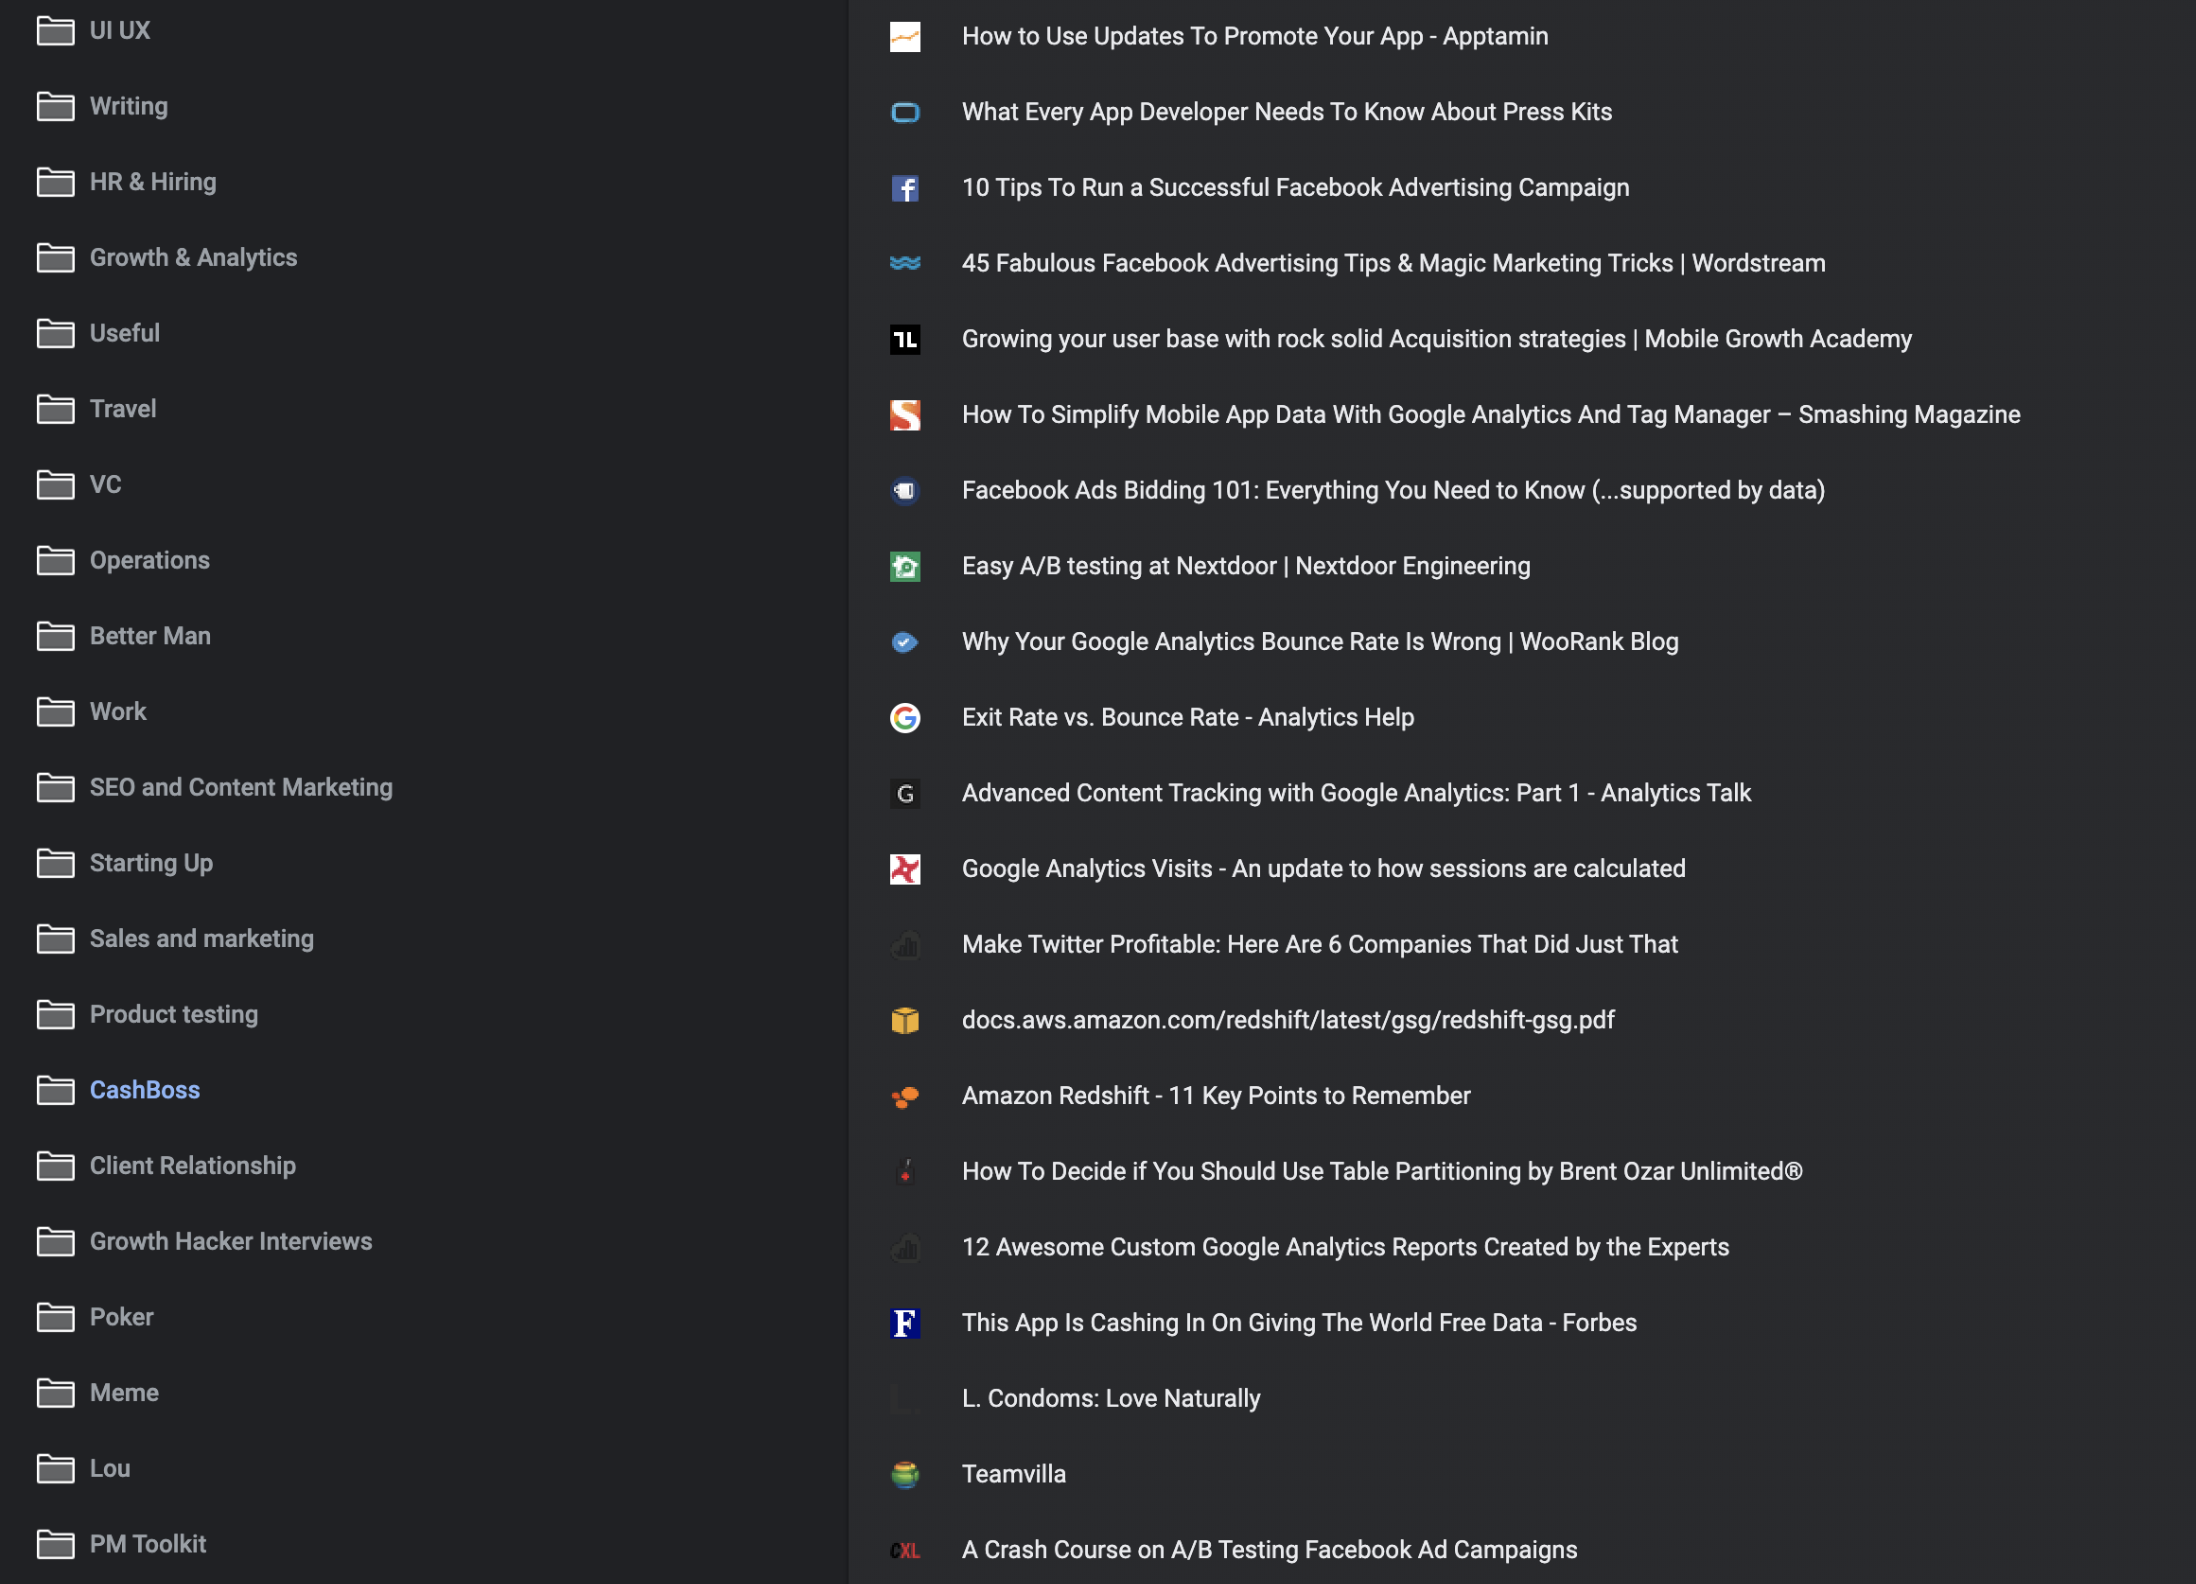 UI UX
Writing
HR & Hiring
Growth & Analytics
Useful
Travel
VC
Operations
Better Man
Work
SEO and Content Marketing
Starting Up
Sales and marketing
Product testing
CashBoss
Client Relationship
Growth Hacker Interviews
Poker
Meme
Lou
PM Toolkit
How to Use Updates To Promote Your App - Apptamin
What Every App Developer Needs To Know About Press Kits
10 Tips To Run a Successful Facebook Advertising Campaign
45 Fabulous Facebook Advertising Tips & Magic Marketing Tricks | Wordstream
Growing your user base with rock solid Acquisition strategies | Mobile Growth Academy
How To Simplify Mobile App Data With Google Analytics And Tag Manager – Smashing Magazine
Facebook Ads Bidding 101: Everything You Need to Know (...supported by data)
Easy A/B testing at Nextdoor | Nextdoor Engineering
Why Your Google Analytics Bounce Rate Is Wrong | WooRank Blog
Exit Rate vs. Bounce Rate - Analytics Help
Advanced Content Tracking with Google Analytics: Part 1 - Analytics Talk
Google Analytics Visits - An update to how sessions are calculated
Make Twitter Profitable: Here Are 6 Companies That Did Just That
docs.aws.amazon.com/redshift/latest/gsg/redshift-gsg.pdf
Amazon Redshift - 11 Key Points to Remember
How To Decide if You Should Use Table Partitioning by Brent Ozar Unlimited®
12 Awesome Custom Google Analytics Reports Created by the Experts
This App Is Cashing In On Giving The World Free Data - Forbes
L. Condoms: Love Naturally
Teamvilla
CXL A Crash Course on A/B Testing Facebook Ad Campaigns